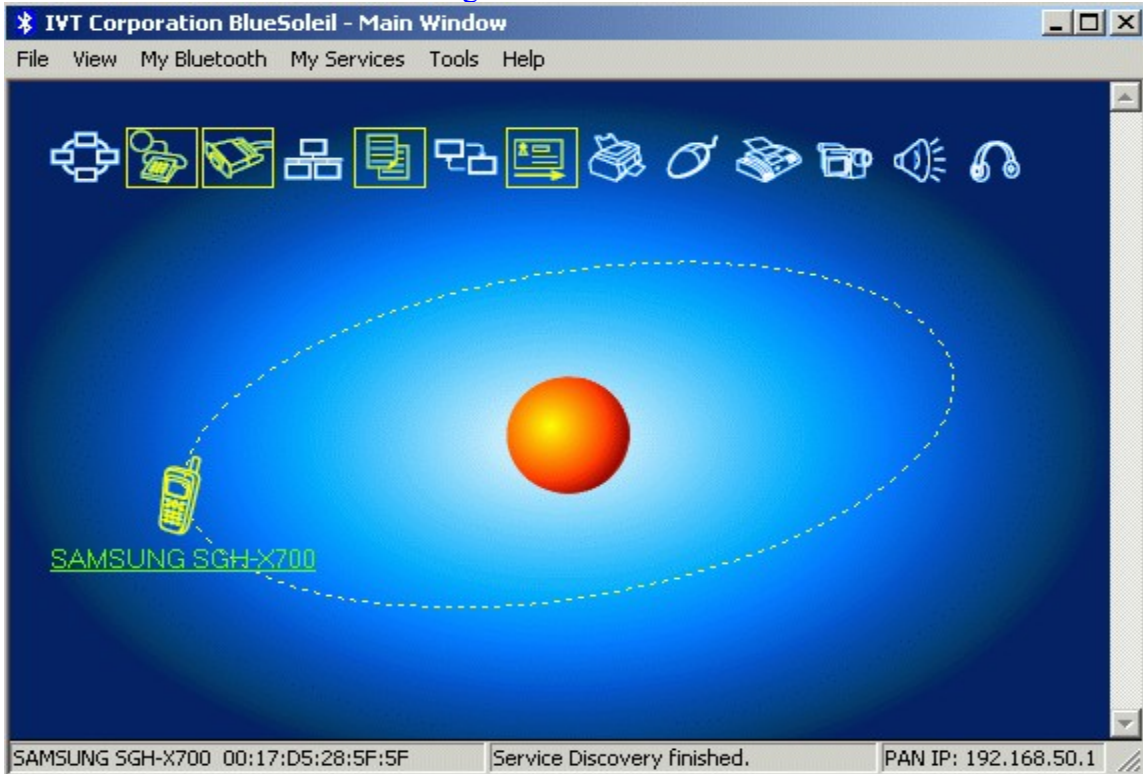 IVT Corporation BlueSoleil - Main Window
File View My Bluetooth My Services Tools Help
SAMSUNG SGH-X700
SAMSUNG SGH-X700 00:17:D5:28:5F:5F Service Discovery finished. PAN IP: 192.168.50.1